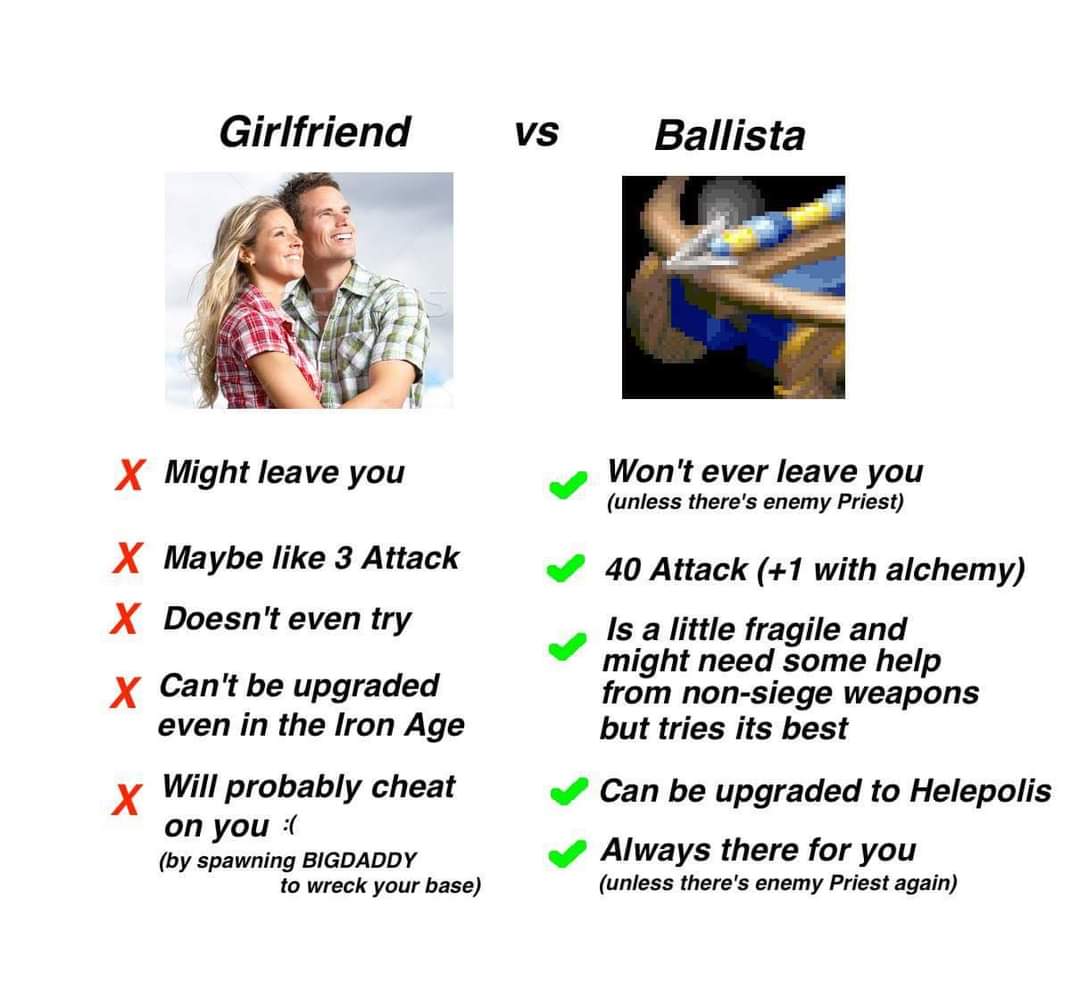 Girlfriend vs Ballista
X Might leave you
X Maybe like 3 Attack
X Doesn't even try
X Can't be upgraded
even in the Iron Age
X Will probably cheat
on you :(
(by spawning BIGDADDY
to wreck your base)
Won't ever leave you
(unless there's enemy Priest)
40 Attack (+1 with alchemy)
Is a little fragile and
might need some help
from non-siege weapons
but tries its best
Can be upgraded to Helepolis
Always there for you
(unless there's enemy Priest again)